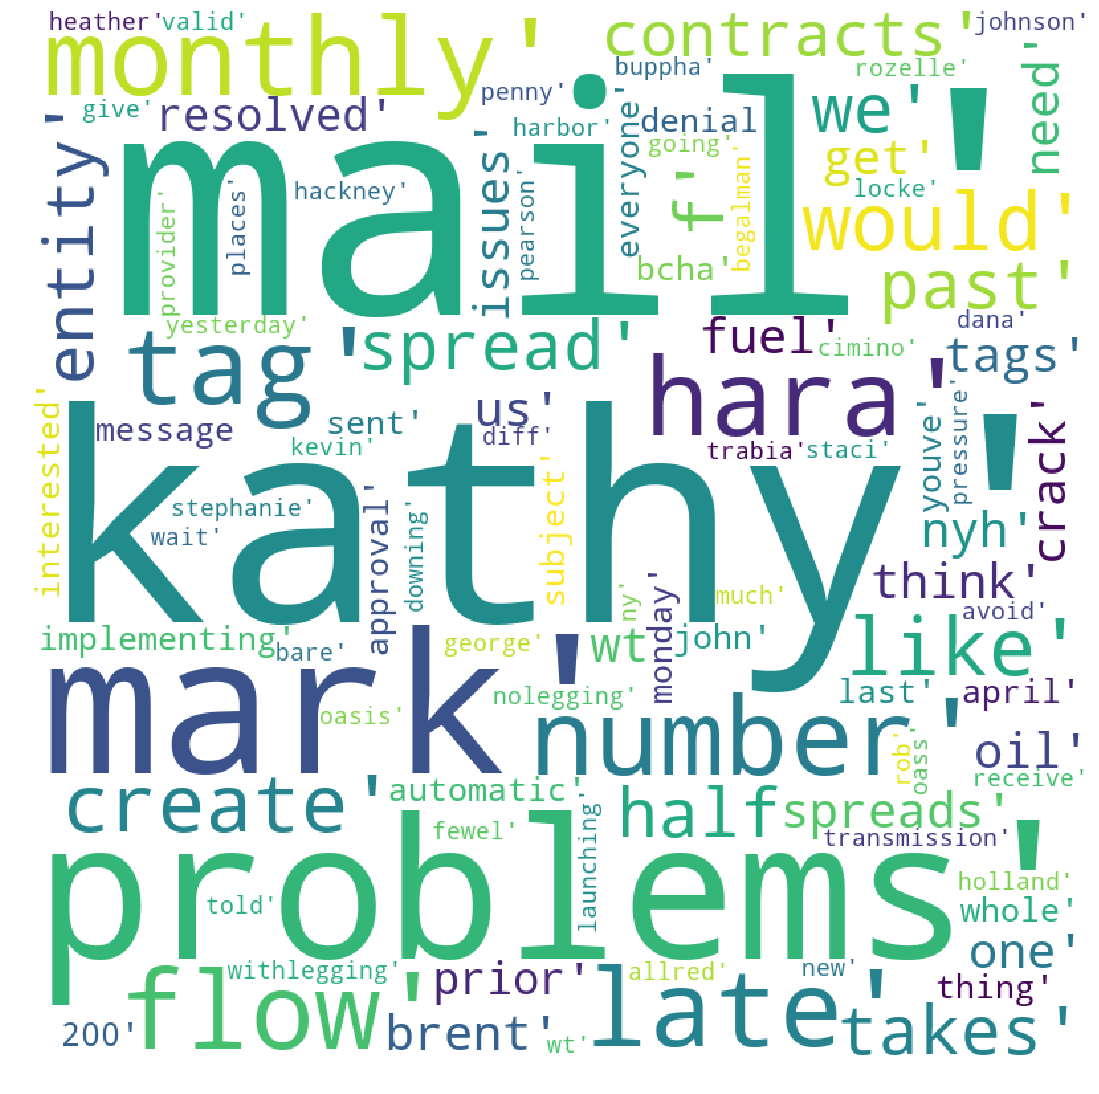 heather'
valid'
monthly'
contracts'
johnson'
mail'
give'
resolved'
penny'
buppha'
harbor'
denial
everyone'
rozelle'
we'
need'
get'
going'
f'
begalman'
locke'
would'
entity'
provider'
places'
hackney'
issues'
pearson'
bcha'
past'
yesterday'
tag'
spread'
fuel'
cimino'
dana'
tags'
hara'
kathy'
interested'
message
sent'
us'
diff'
kevin'
trabia'
staci'
youve'
pressure'
crack'
stephanie'
wait'
approval'
downing'
subject'
nyh'
think'
much'
ny'
monday'
avoid'
implementing'
bare'
george'
wt
john'
like'
mark'
oasis'
nolegging'
last'
april'
number'
rob'
oass'
oil'
receive'
create'
automatic'
launching'
half
spreads'
transmission'
fewel'
problems'
told'
holland'
whole'
one'
withlegging'
flow'
prior'
allred'
late'
new'
thing'
200'
brent'
wt'
takes'